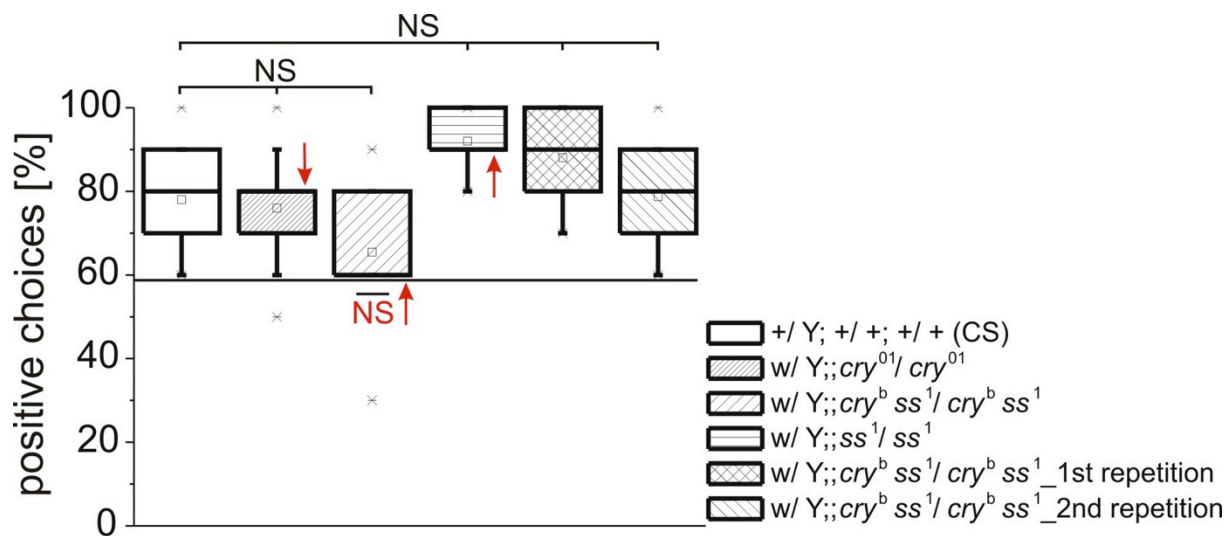 NS
NS
positive choices [%]
100
80
60
40
20
0
NS
+/ Y; +/ +; +/ + (CS)
w/ Y;;cry⁰¹/ cry⁰¹
w/ Y;;cryᵇ ss¹/ cryᵇ ss¹
w/ Y;;ss¹/ ss¹
w/ Y;;cryᵇ ss¹/ cryᵇ ss¹_1st repetition
w/ Y;;cryᵇ ss¹/ cryᵇ ss¹_2nd repetition